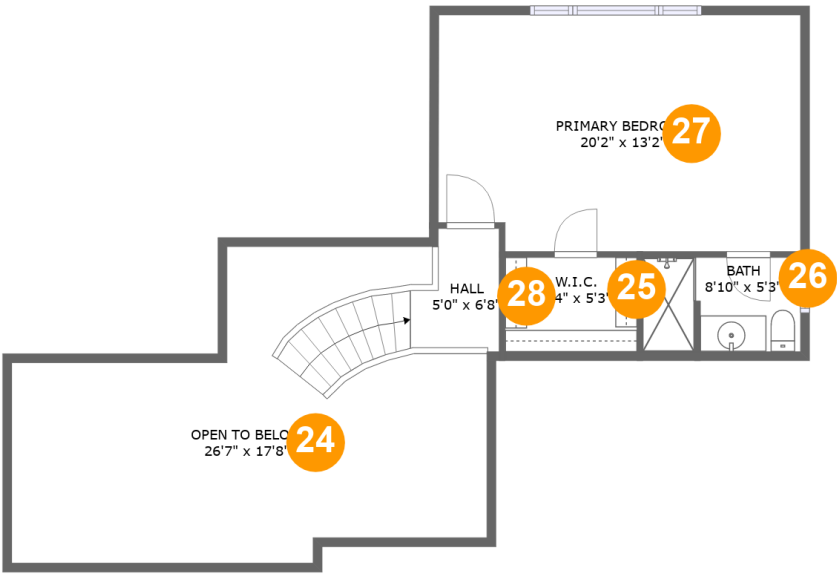 PRIMARY BEDRO
27
20'2" x 13'2"
HALL
5'0" x 6'8"
28
W.I.C.
4" x 5'3"
25
BATH
8'10" x 5'3"
26
OPEN TO BELO
26'7" x 17'8"
24